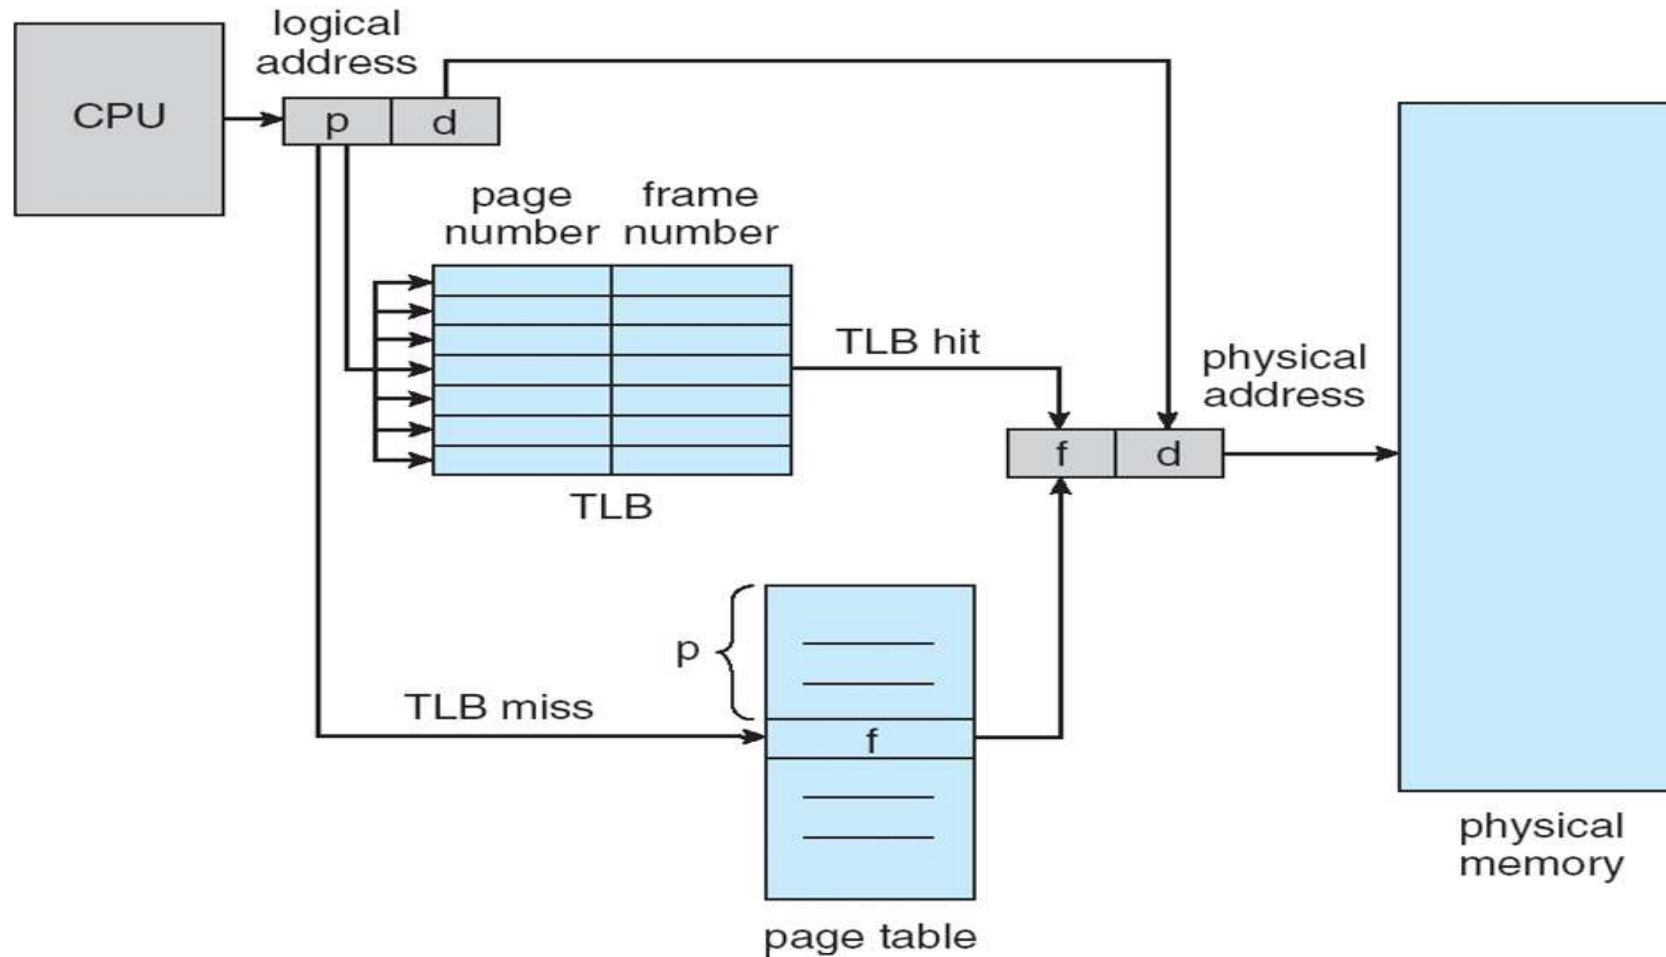 logical
address
CPU
p
d
page
number
frame
number
TLB hit
physical
address
f
d
TLB
p
TLB miss
f
physical
memory
page table